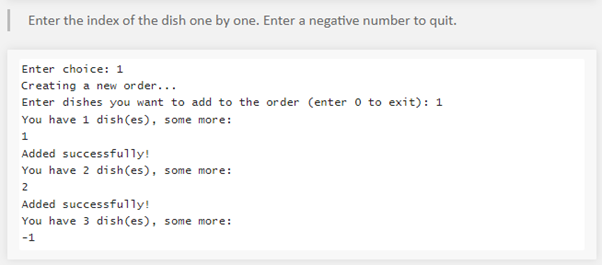 Enter the index of the dish one by one. Enter a negative number to quit.
Enter choice: 1
Creating a new order...
Enter dishes you want to add to the order (enter 0 to exit): 1
You have 1 dish(es), some more:
1
Added successfully!
You have 2 dish(es), some more:
2
Added successfully!
You have 3 dish(es), some more:
-1